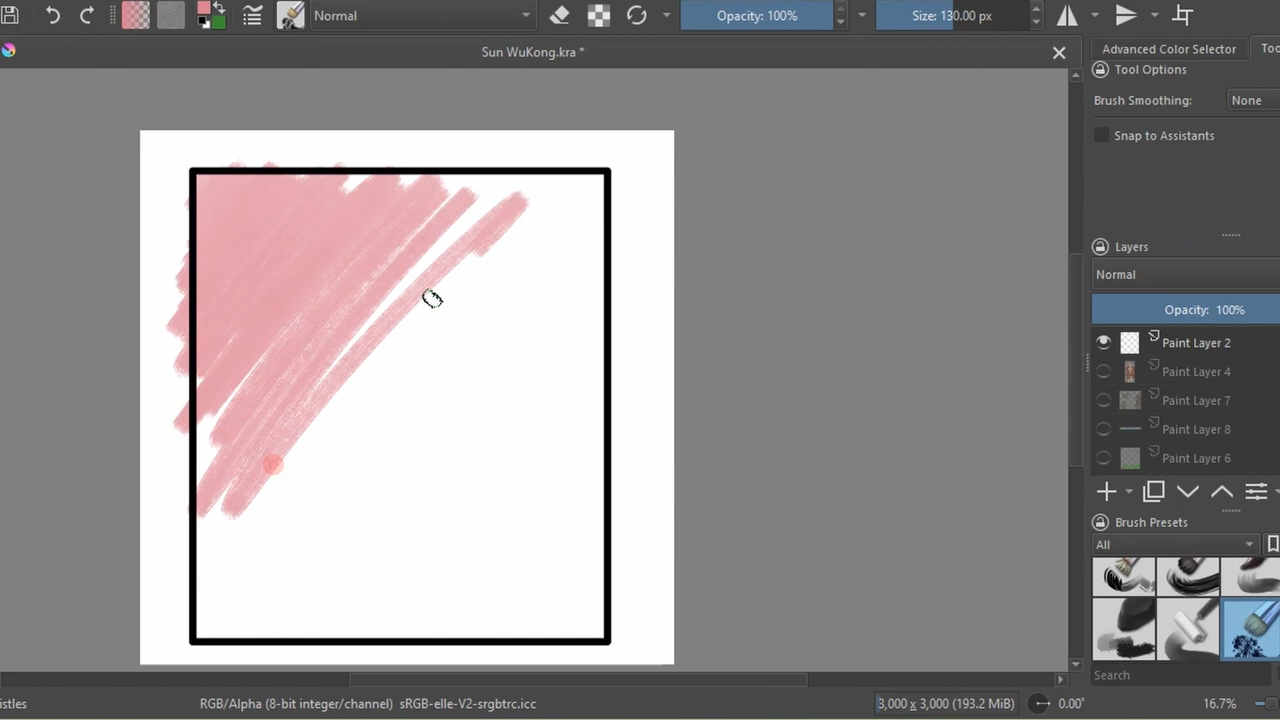 Normal
Opacity: 100%
Size: 130.00 px
Sun WuKong.kra *
Advanced Color Selector
Too
Tool Options
Brush Smoothing:
None
Snap to Assistants
Layers
Normal
Opacity: 100%
Paint Layer 2
Paint Layer 4
Paint Layer 7
Paint Layer 8
Paint Layer 6
Brush Presets
All
Search
istles
RGB/Alpha (8-bit integer/channel) sRGB-elle-V2-srgbtrc.icc
3,000 x 3,000 (193.2 MiB)
0.00°
16.7%